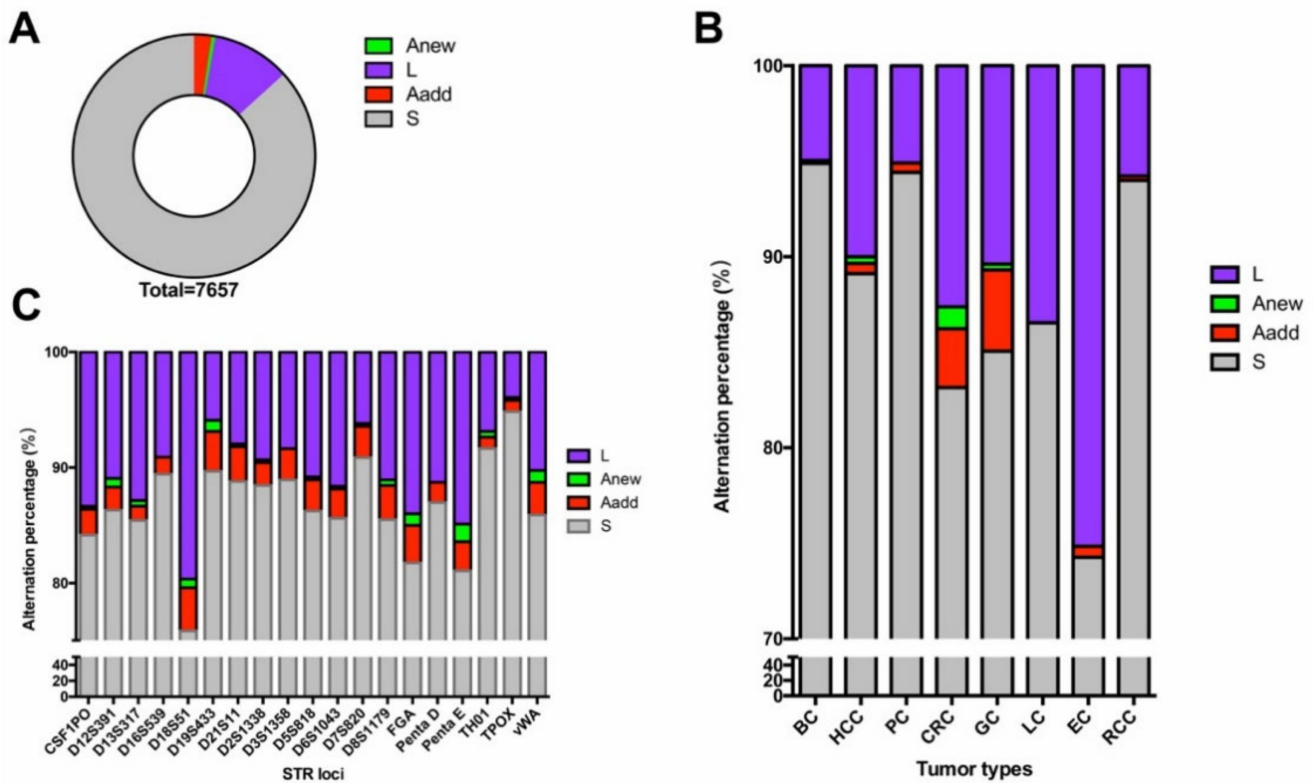 A
Anew
L
Aadd
S
Total=7657
B
Alternation percentage (%)
100
90
80
70
40
20
0
BC
HCC
PC
CRC
GC
LC
EC
RCC
Tumor types
L
Anew
Aadd
S
C
Alternation percentage (%)
100
90
80
40
20
0
CSF1PO
D12S391
D13S317
D16S539
D18S51
D19S433
D21S11
D2S1338
D3S1358
D5S818
D6S1043
D7S820
D8S1179
FGA
Penta D
Penta E
TH01
TPOX
vWA
STR loci
L
Anew
Aadd
S